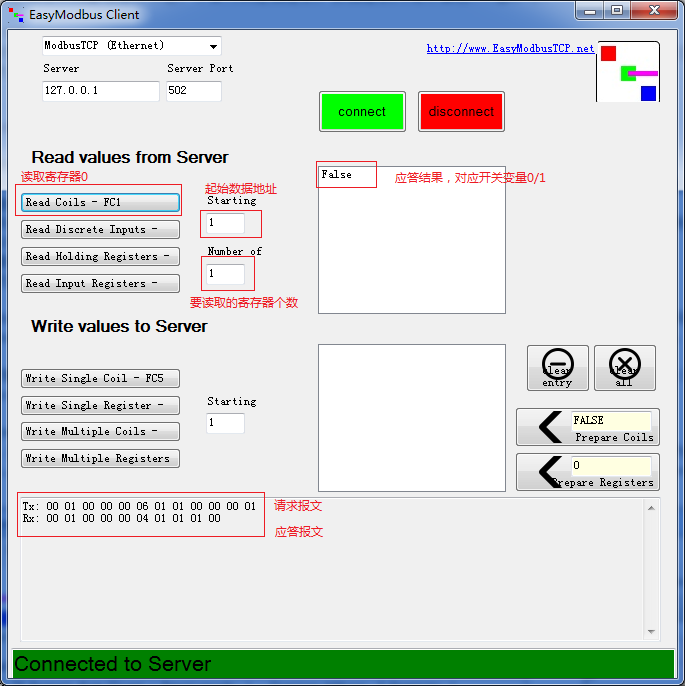 EasyModbus Client
ModbusTCP (Ethernet)
http://www.EasyModbusTCP.net
Server
Server Port
127.0.0.1
502
connect
disconnect
Read values from Server
读取寄存器0
起始数据地址
False
应答结果，对应开关变量0/1
Read Coils - FC1
Starting
1
Read Discrete Inputs -
Read Holding Registers -
Number of
1
Read Input Registers -
要读取的寄存器个数
Write values to Server
clear
entry
clear
all
Write Single Coil - FC5
Write Single Register -
Starting
1
FALSE
Prepare Coils
Write Multiple Coils -
Write Multiple Registers
0
Prepare Registers
Tx: 00 01 00 00 00 06 01 01 00 00 00 01
请求报文
Rx: 00 01 00 00 00 04 01 01 01 00
应答报文
Connected to Server